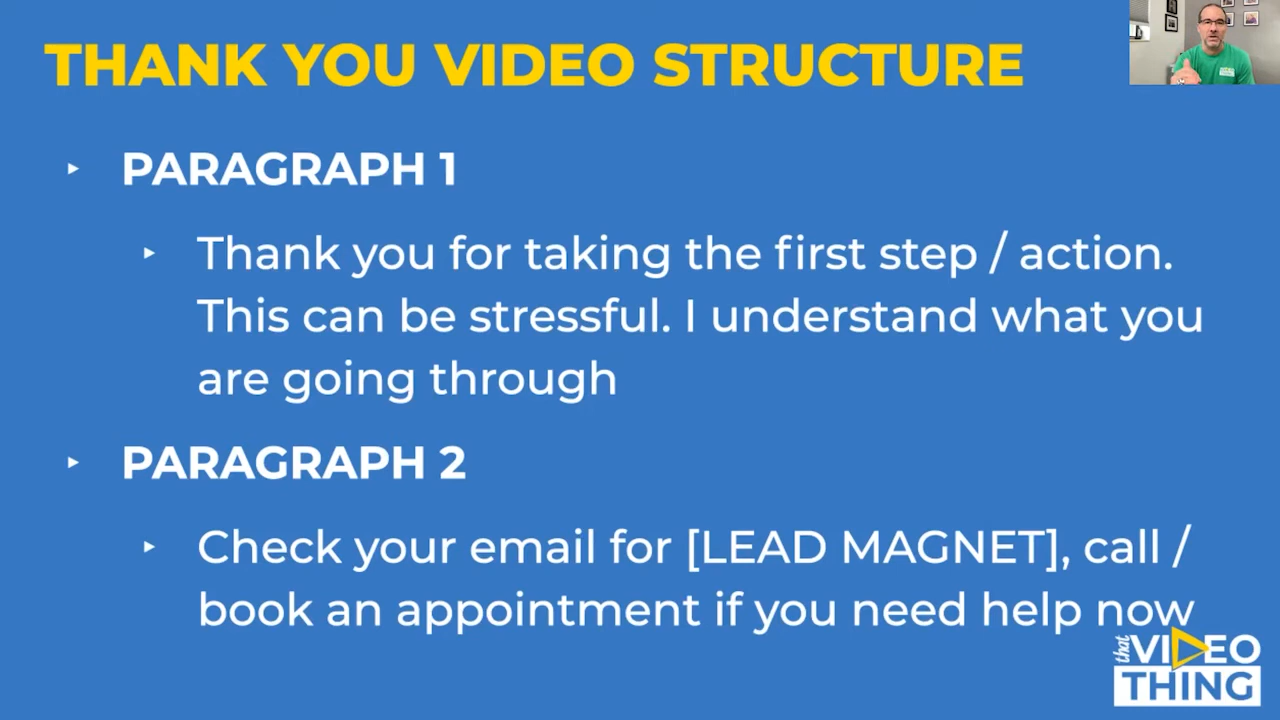 THANK YOU VIDEO STRUCTURE
PARAGRAPH 1
Thank you for taking the first step / action.
This can be stressful. I understand what you
are going through
PARAGRAPH 2
Check your email for [LEAD MAGNET], call /
book an appointment if you need help now
that VIDEO
THING